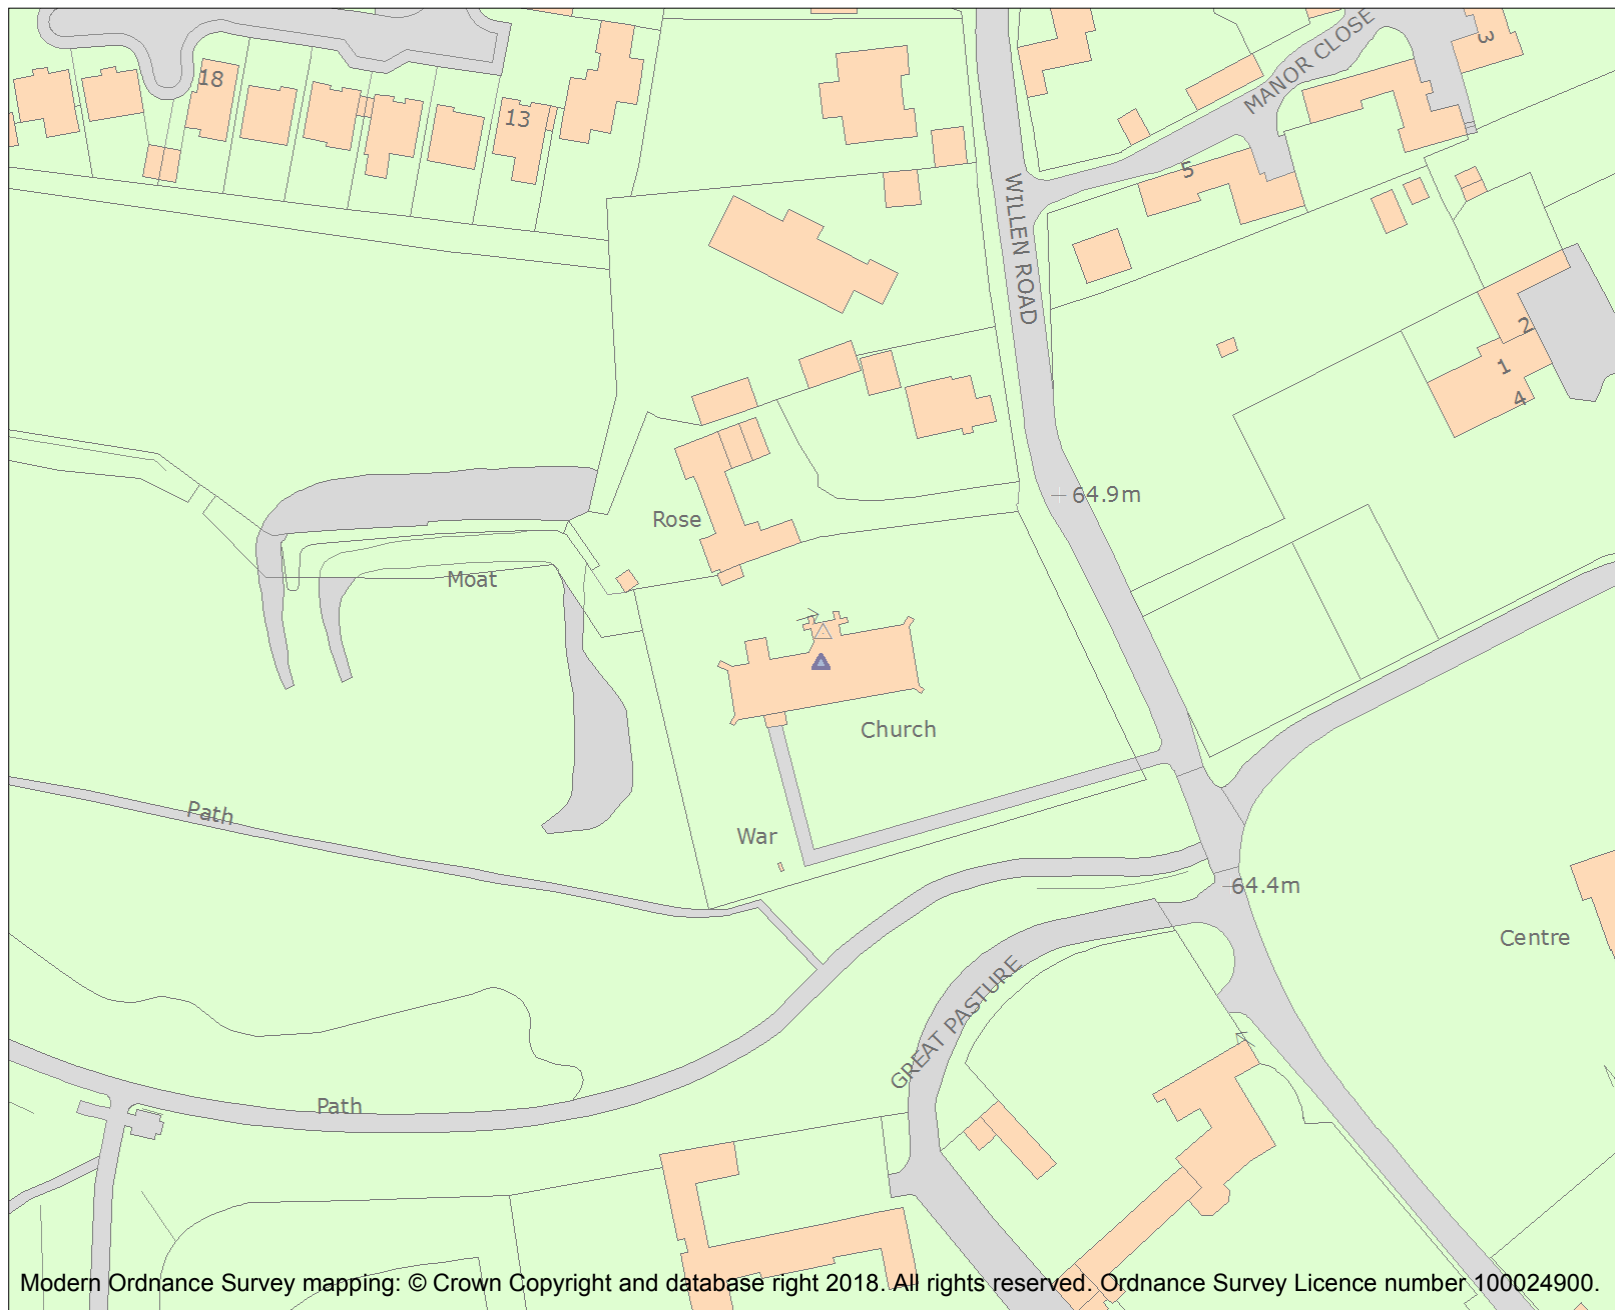 18
13
MANOR CLOSE
3
5
WILLEN ROAD
2
1
4
64.9m
Rose
Moat
Church
Path
War
64.4m
Centre
GREAT PASTURE
Path
Modern Ordnance Survey mapping: © Crown Copyright and database right 2018. All rights reserved. Ordnance Survey Licence number 100024900.